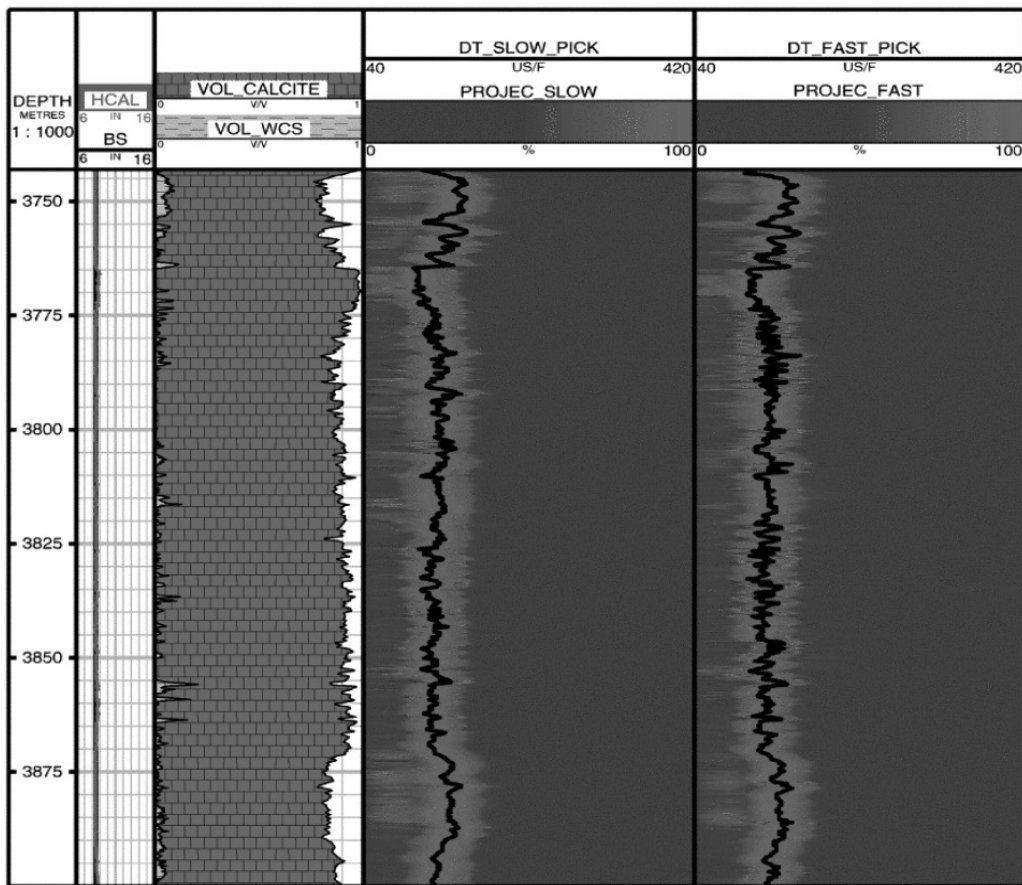 DEPTH
METRES
1 : 1000
HCAL
6 IN 16
BS
6 IN 16
VOL_CALCITE
0 V/V 1
VOL_WCS
0 V/V 1
DT_SLOW_PICK
40 US/F 420
PROJEC_SLOW
0 % 100
DT_FAST_PICK
40 US/F 420
PROJEC_FAST
0 % 100
3750
3775
3800
3825
3850
3875